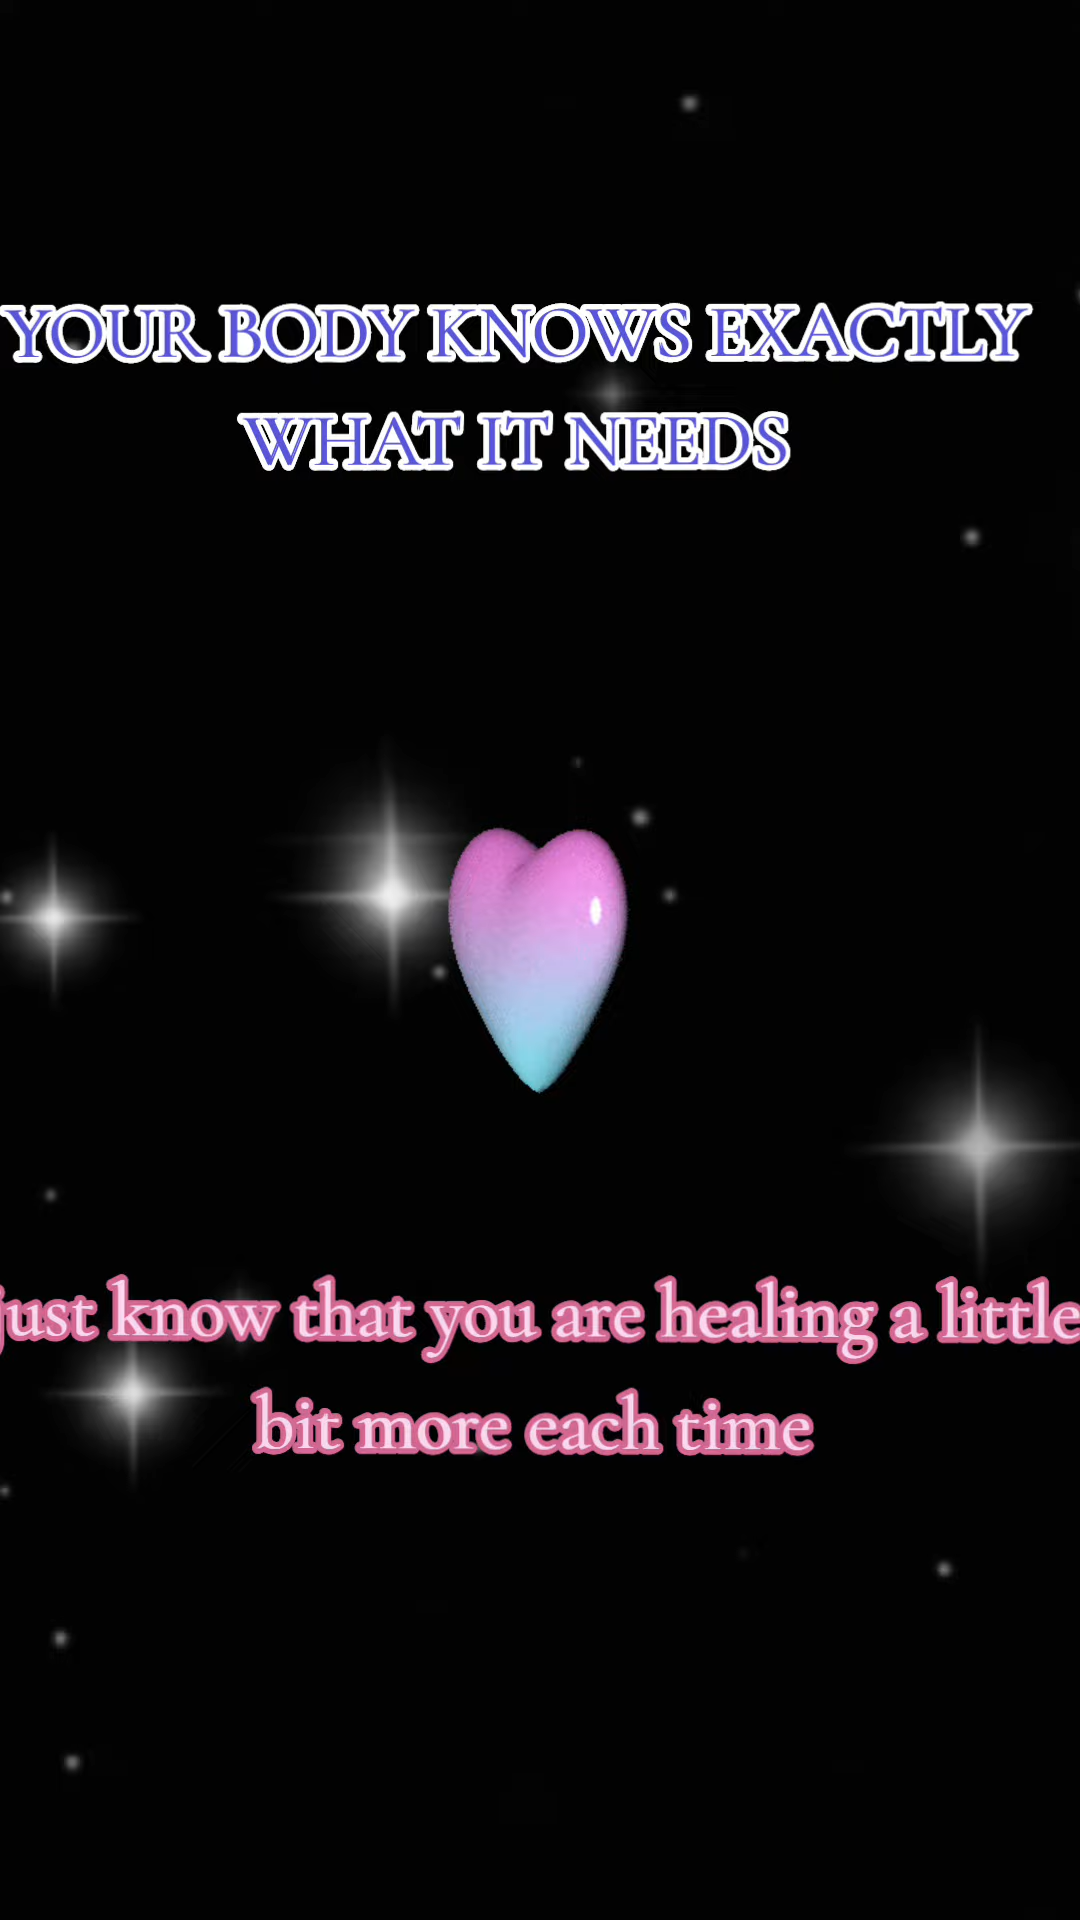 YOUR BODY KNOWS EXACTLY
WHAT IT NEEDS
just know that you are healing a little
bit more each time